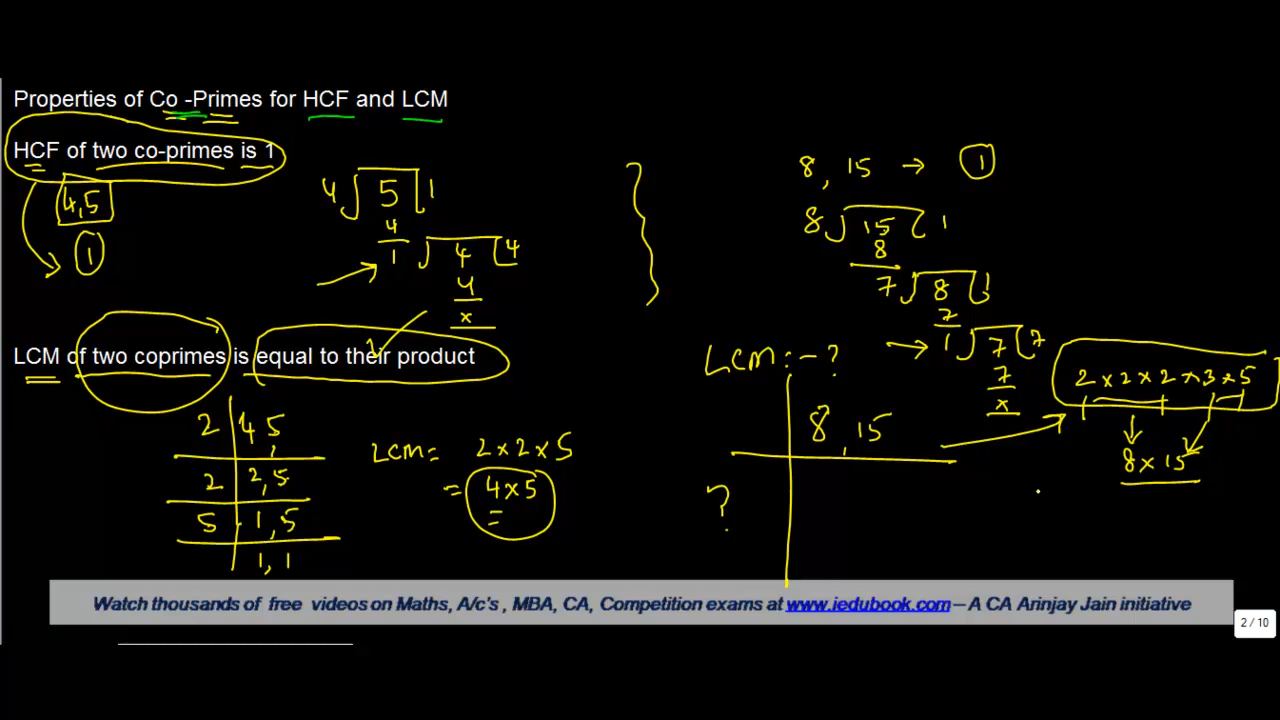 Properties of Co -Primes for HCF and LCM
HCF of two co-primes is 1
4,5
1
4 5 1
4
1 4 4
4
x
8, 15 → 1
8 15 1
8
7 8 1
7
1 7 7
7
x
LCM of two coprimes is equal to their product
2 4, 5
2 2, 5
5 1, 5
1, 1
LCM = 2 x 2 x 5
= 4 x 5
=
LCM :- ?
8, 15
?
2 x 2 x 2 x 3 x 5
8 x 15
Watch thousands of free videos on Maths, A/c's , MBA, CA, Competition exams at www.iedubook.com – A CA Arinjay Jain initiative
2 / 10